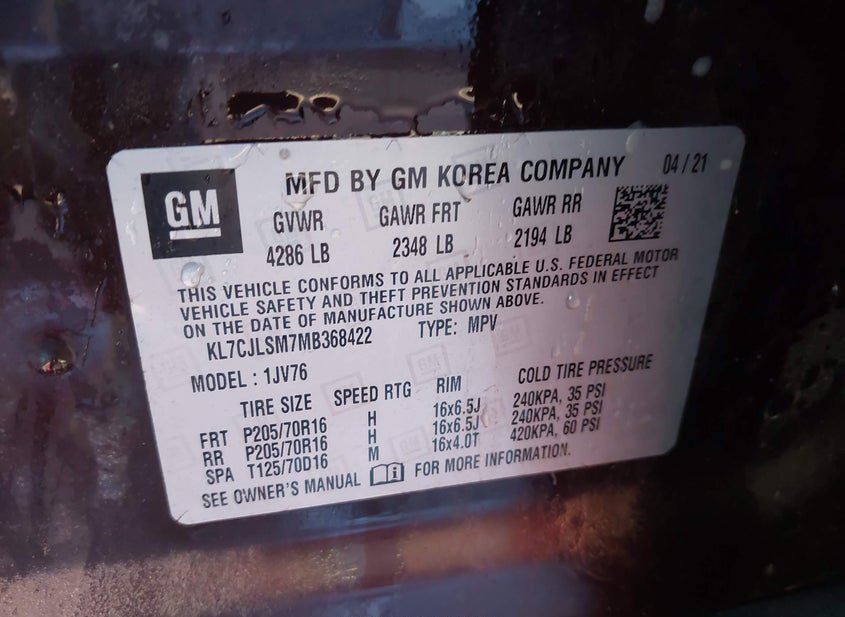 GM
MFD BY GM KOREA COMPANY 04/21
GVWR GAWR FRT GAWR RR
4286 LB 2348 LB 2194 LB
THIS VEHICLE CONFORMS TO ALL APPLICABLE U.S. FEDERAL MOTOR
VEHICLE SAFETY AND THEFT PREVENTION STANDARDS IN EFFECT
ON THE DATE OF MANUFACTURE SHOWN ABOVE.
KL7CJLSM7MB368422 TYPE: MPV
MODEL : 1JV76
TIRE SIZE SPEED RTG RIM COLD TIRE PRESSURE
FRT P205/70R16 H 16x6.5J 240KPA, 35 PSI
RR P205/70R16 H 16x6.5J 240KPA, 35 PSI
SPA T125/70D16 M 16x4.0T 420KPA, 60 PSI
SEE OWNER'S MANUAL FOR MORE INFORMATION.